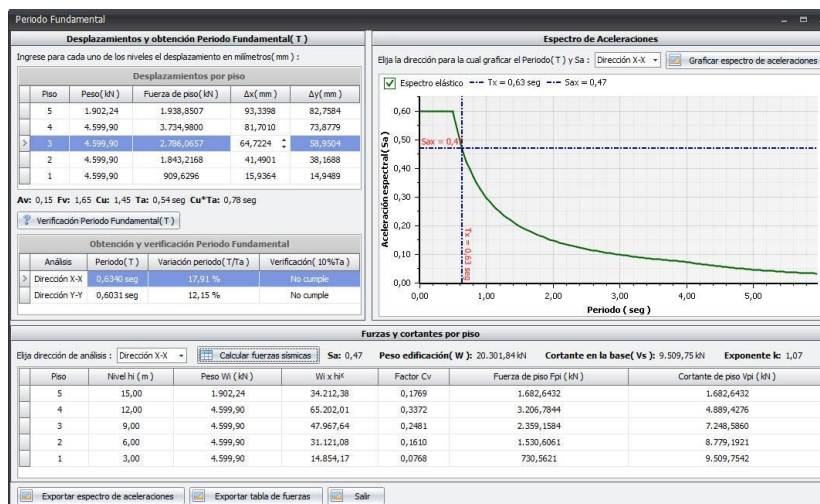 Periodo Fundamental
Desplazamientos y obtención Periodo Fundamental( T )
Ingrese para cada uno de los niveles el desplazamiento en milímetros( mm ) :
Desplazamientos por piso
Piso Peso( kN ) Fuerza de piso( kN ) Δx( mm ) Δy( mm )
5 1.902,24 1.938,8507 93,3398 82,7584
4 4.599,90 3.734,9800 81,7010 73,8779
3 4.599,90 2.786,0657 64,7224 58,9504
2 4.599,90 1.843,2168 41,4901 38,1688
1 4.599,90 909,6296 15,9364 14,9489
Av: 0,15 Fv: 1,65 Cu: 1,45 Ta: 0,54 seg Cu*Ta: 0,78 seg
Verificación Periodo Fundamental( T )
Obtención y verificación Periodo Fundamental
Análisis Periodo( T ) Variación periodo( T/Ta ) Verificación( 10%Ta )
Dirección X-X 0,6340 seg 17,91 % No cumple
Dirección Y-Y 0,6031 seg 12,15 % No cumple
Espectro de Aceleraciones
Elija la dirección para la cual graficar el Periodo( T ) y Sa : Dirección X-X Graficar espectro de aceleraciones
Espectro elástico Tx = 0,63 seg Sax = 0,47
Aceleración espectral( Sa )
0,60
0,50
0,40
0,30
0,20
0,10
0,00
Sax = 0,47
Tx = 0,63 seg
0,00 1,00 2,00 3,00 4,00 5,00
Periodo ( seg )
Furzas y cortantes por piso
Elija dirección de análisis : Dirección X-X Calcular fuerzas sísmicas Sa: 0,47 Peso edificación( W ): 20.301,84 kN Cortante en la base( Vs ): 9.509,75 kN Exponente k: 1,07
Piso Nivel hi ( m ) Peso Wi ( kN ) Wi x hiᴷ Factor Cv Fuerza de piso Fpi ( kN ) Cortante de piso Vpi ( kN )
5 15,00 1.902,24 34.212,38 0,1769 1.682,6432 1.682,6432
4 12,00 4.599,90 65.202,01 0,3372 3.206,7844 4.889,4276
3 9,00 4.599,90 47.967,64 0,2481 2.359,1584 7.248,5860
2 6,00 4.599,90 31.121,08 0,1610 1.530,6061 8.779,1921
1 3,00 4.599,90 14.854,17 0,0768 730,5621 9.509,7542
Exportar espectro de aceleraciones Exportar tabla de fuerzas Salir